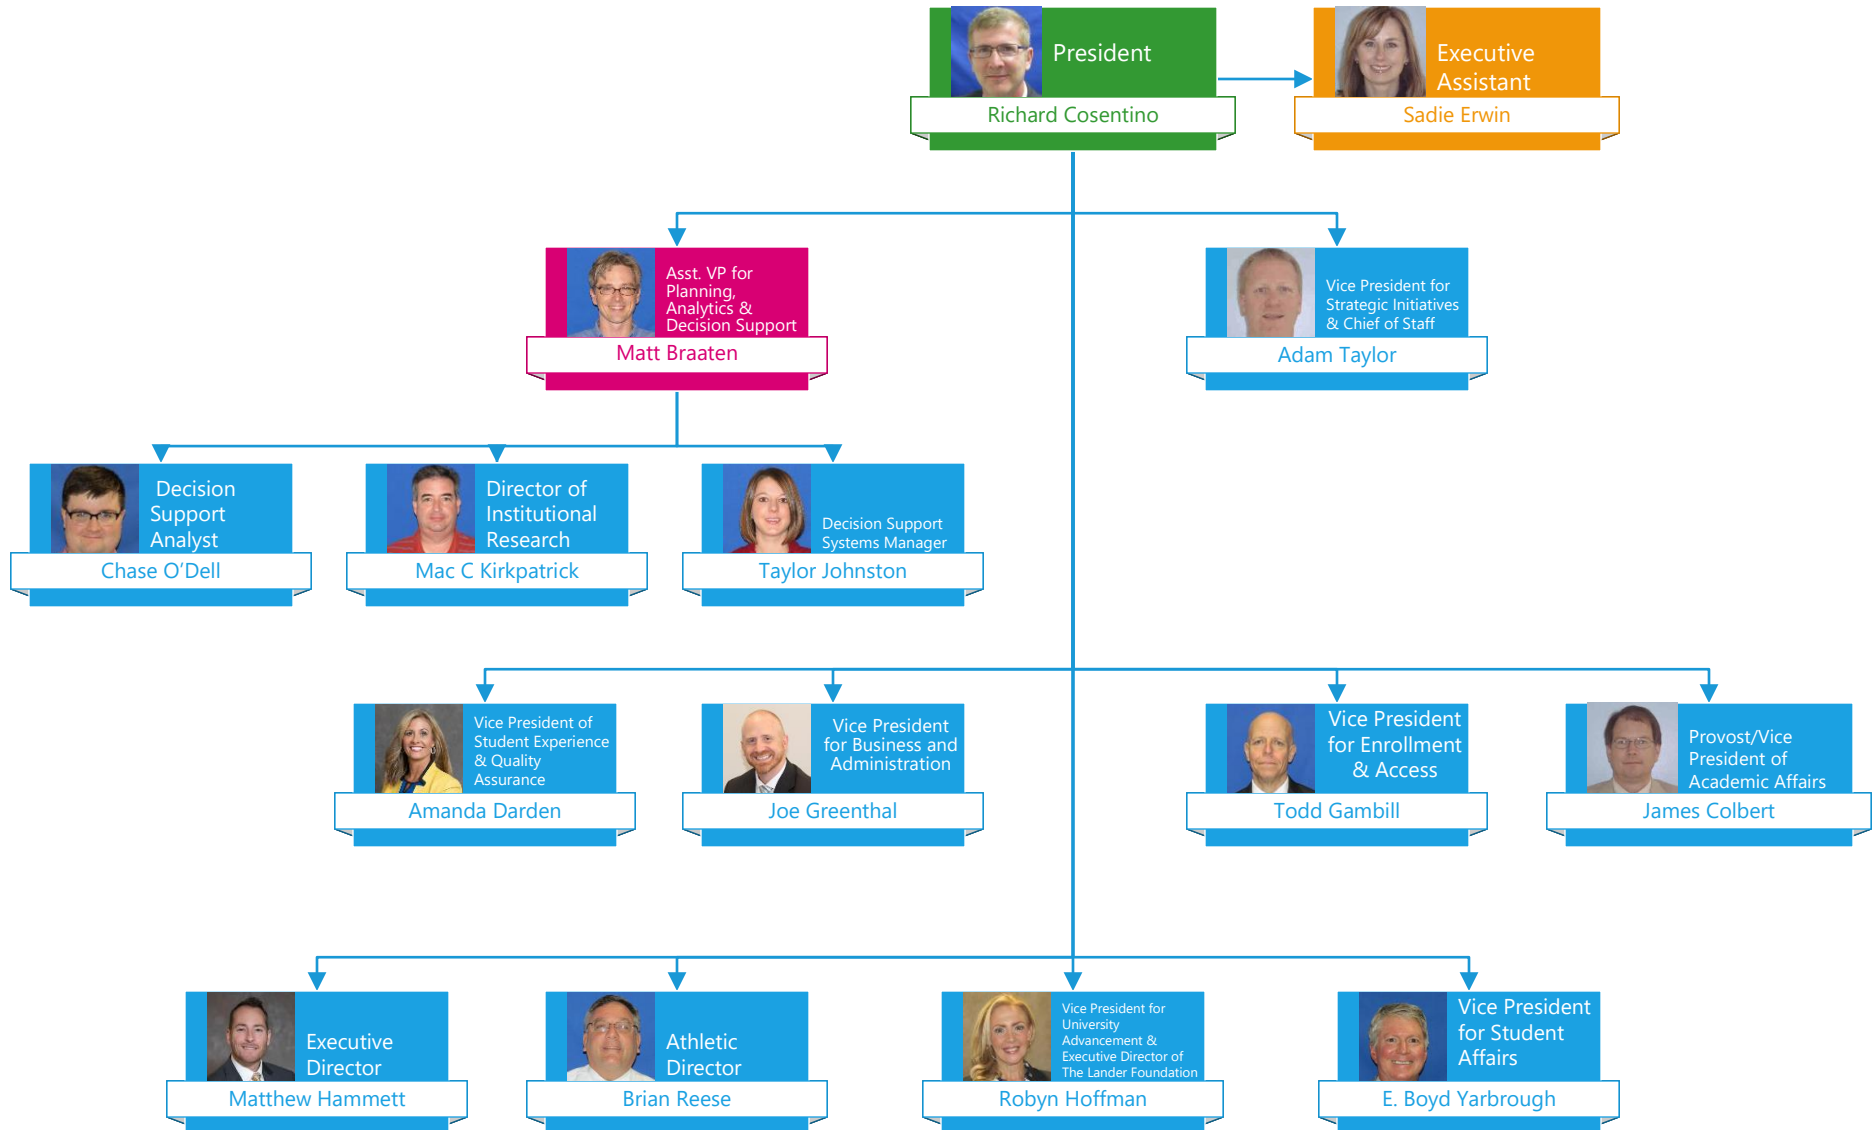 President
Richard Cosentino
Executive
Assistant
Sadie Erwin
Asst. VP for
Planning,
Analytics &
Decision Support
Matt Braaten
Vice President for
Strategic Initiatives
& Chief of Staff
Adam Taylor
Decision
Support
Analyst
Chase O’Dell
Director of
Institutional
Research
Mac C Kirkpatrick
Decision Support
Systems Manager
Taylor Johnston
Vice President of
Student Experience
& Quality
Assurance
Amanda Darden
Vice President
for Business and
Administration
Joe Greenthal
Vice President
for Enrollment
& Access
Todd Gambill
Provost/Vice
President of
Academic Affairs
James Colbert
Executive
Director
Matthew Hammett
Athletic
Director
Brian Reese
Vice President for
University
Advancement &
Executive Director of
The Lander Foundation
Robyn Hoffman
Vice President
for Student
Affairs
E. Boyd Yarbrough